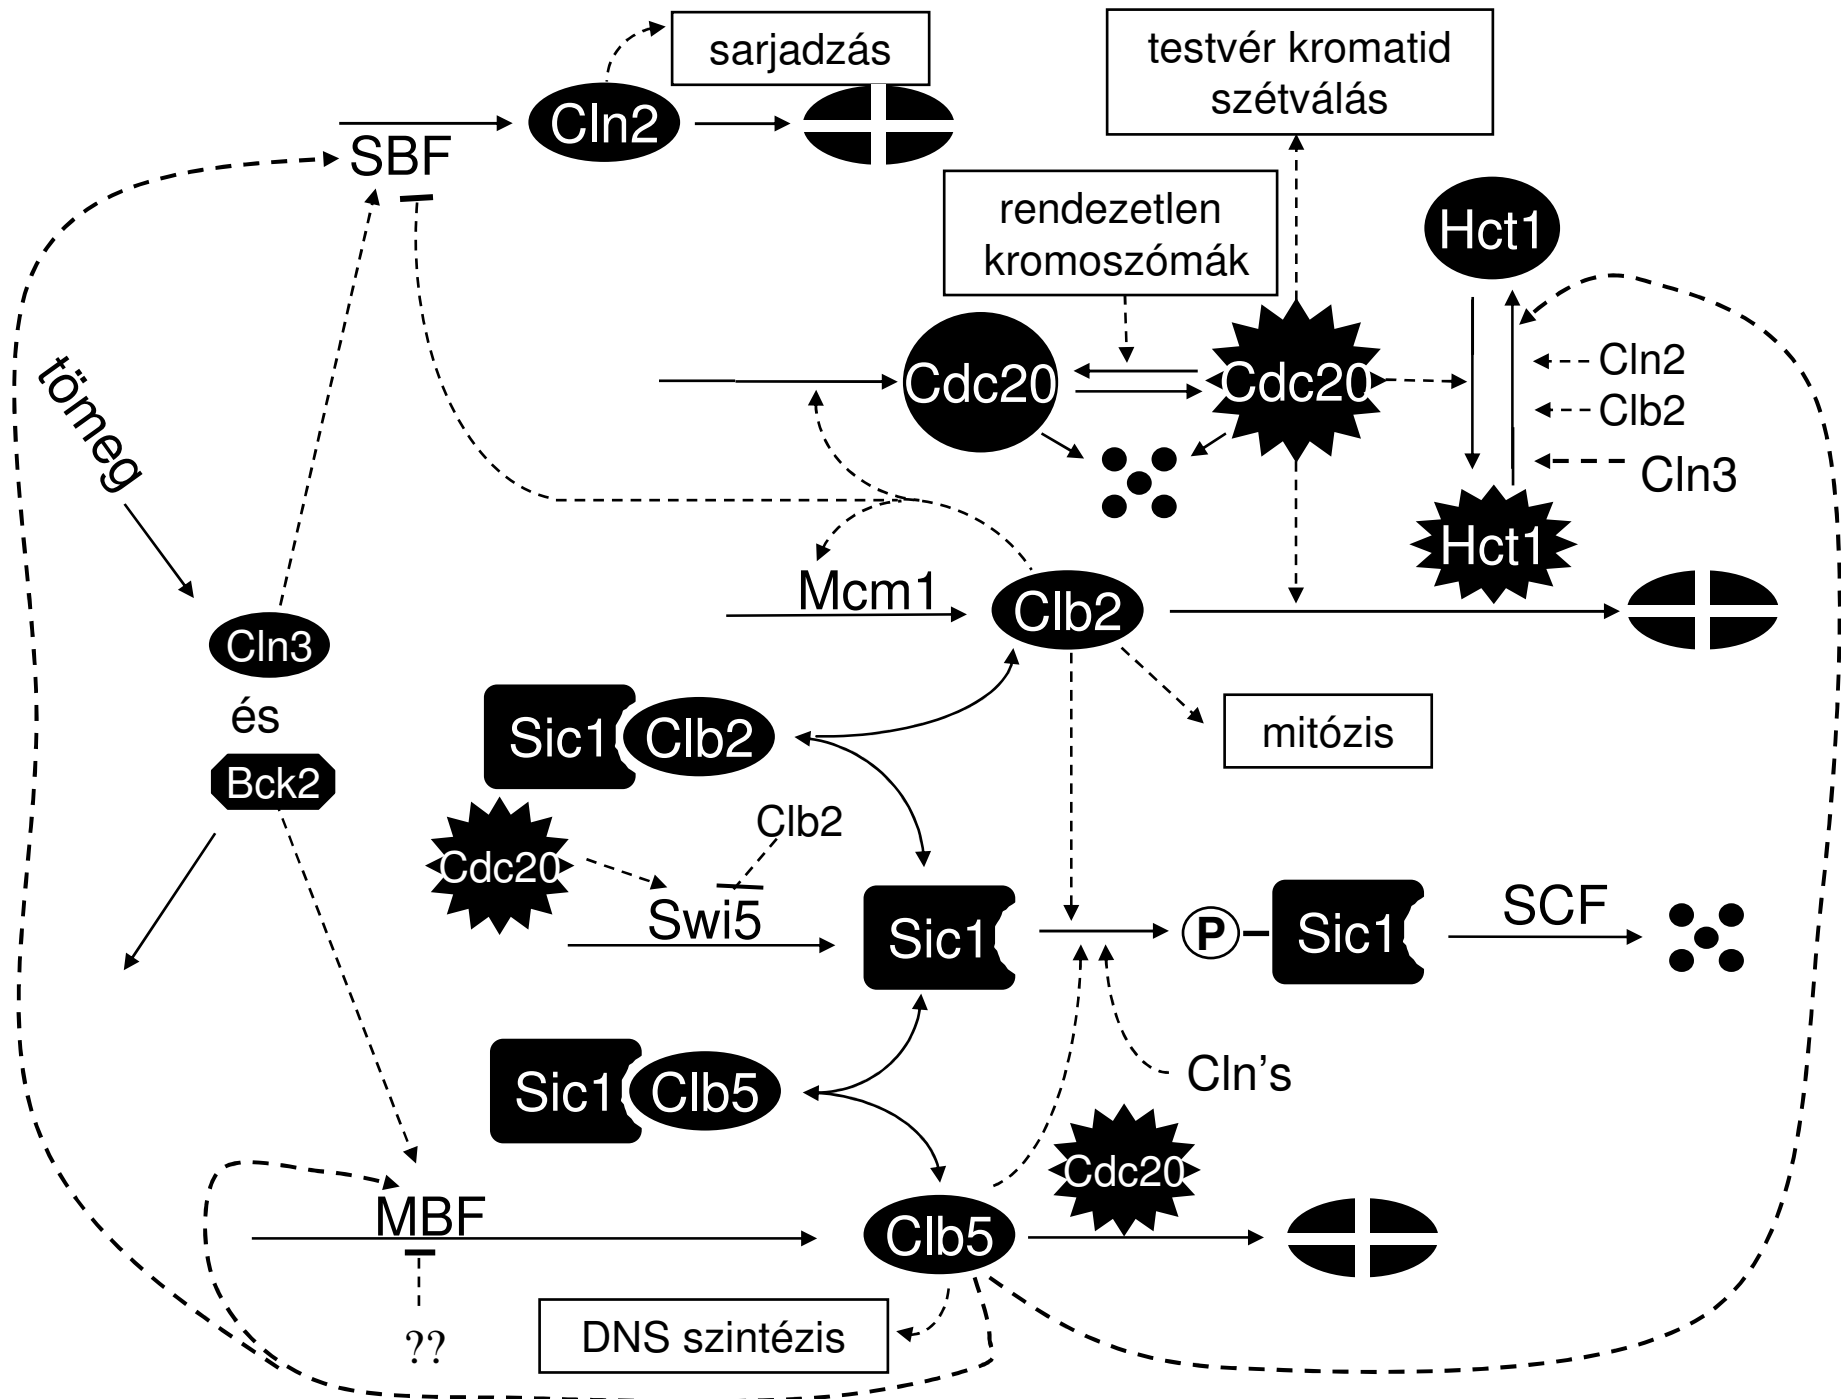 sarjadzás
testvér kromatid
szétválás
Cln2
SBF
rendezetlen
kromoszómák
Hct1
Cdc20
Cdc20
Cln2
Clb2
Cln3
tömeg
Hct1
Mcm1
Clb2
Cln3
és
Bck2
Sic1
Clb2
mitózis
Clb2
Cdc20
Swi5
Sic1
P
Sic1
SCF
Sic1
Clb5
Cln's
Cdc20
MBF
Clb5
??
DNS szintézis